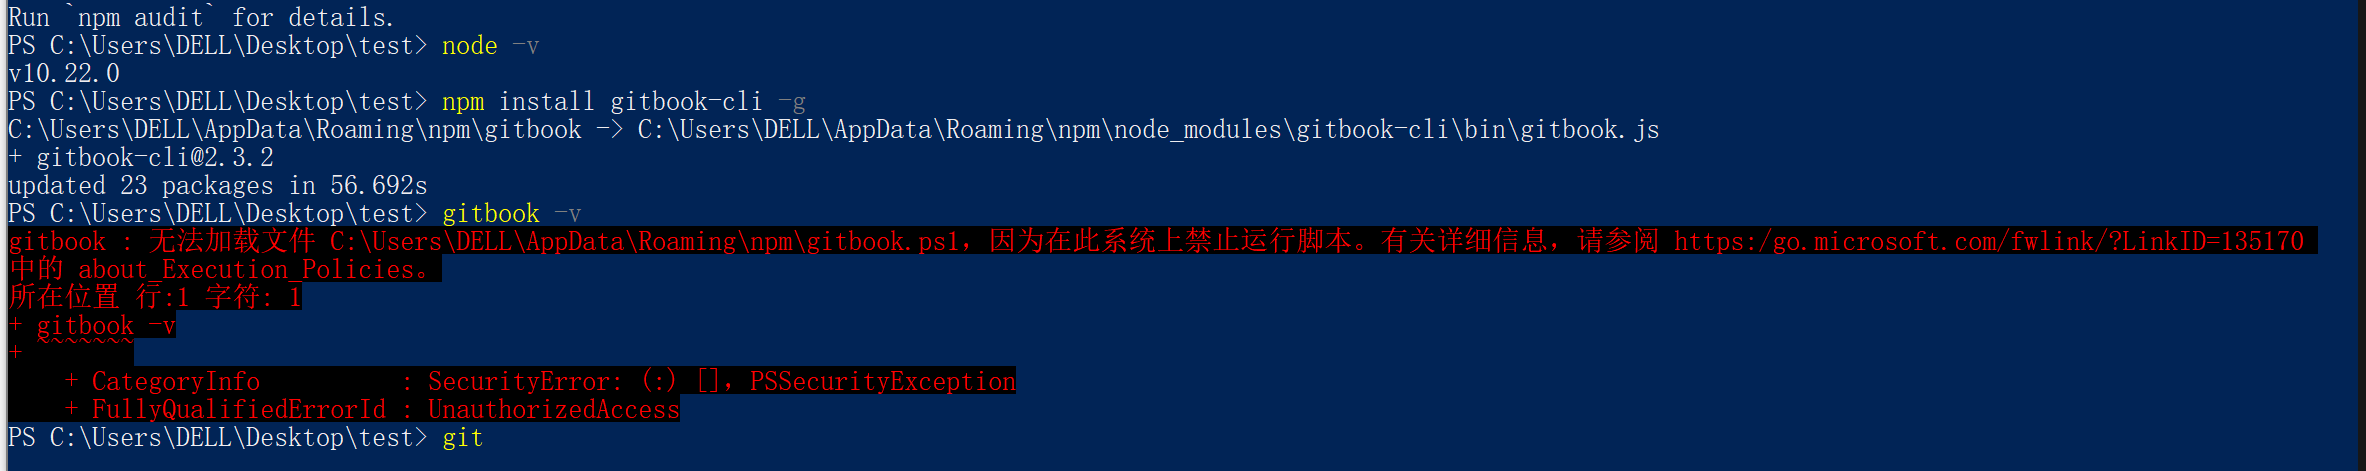 Run `npm audit` for details.
PS C:\Users\DELL\Desktop\test> node -v
v10.22.0
PS C:\Users\DELL\Desktop\test> npm install gitbook-cli -g
C:\Users\DELL\AppData\Roaming\npm\gitbook -> C:\Users\DELL\AppData\Roaming\npm\node_modules\gitbook-cli\bin\gitbook.js
+ gitbook-cli@2.3.2
updated 23 packages in 56.692s
PS C:\Users\DELL\Desktop\test> gitbook -v
gitbook : 无法加载文件 C:\Users\DELL\AppData\Roaming\npm\gitbook.ps1，因为在此系统上禁止运行脚本。有关详细信息，请参阅 https:/go.microsoft.com/fwlink/?LinkID=135170
中的 about_Execution_Policies。
所在位置 行:1 字符: 1
+ gitbook -v
+ ~~~~~~~
    + CategoryInfo          : SecurityError: (:) []，PSSecurityException
    + FullyQualifiedErrorId : UnauthorizedAccess
PS C:\Users\DELL\Desktop\test> git